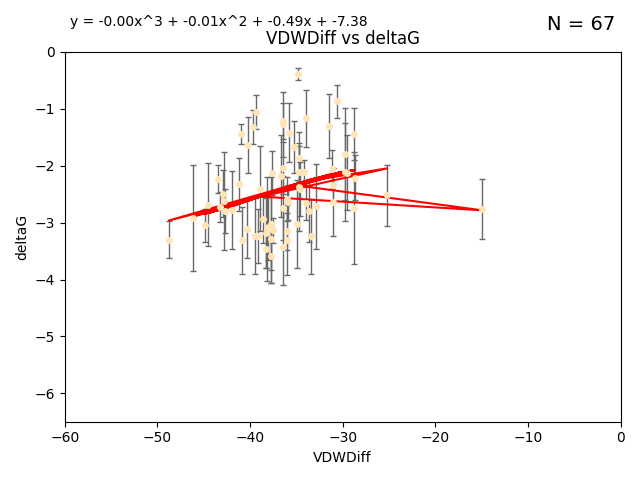 y = -0.00x^3 + -0.01x^2 + -0.49x + -7.38
N = 67
VDWDiff vs deltaG
0
−1
−2
−3
−4
−5
−6
deltaG
−60 −50 −40 −30 −20 −10 0
VDWDiff